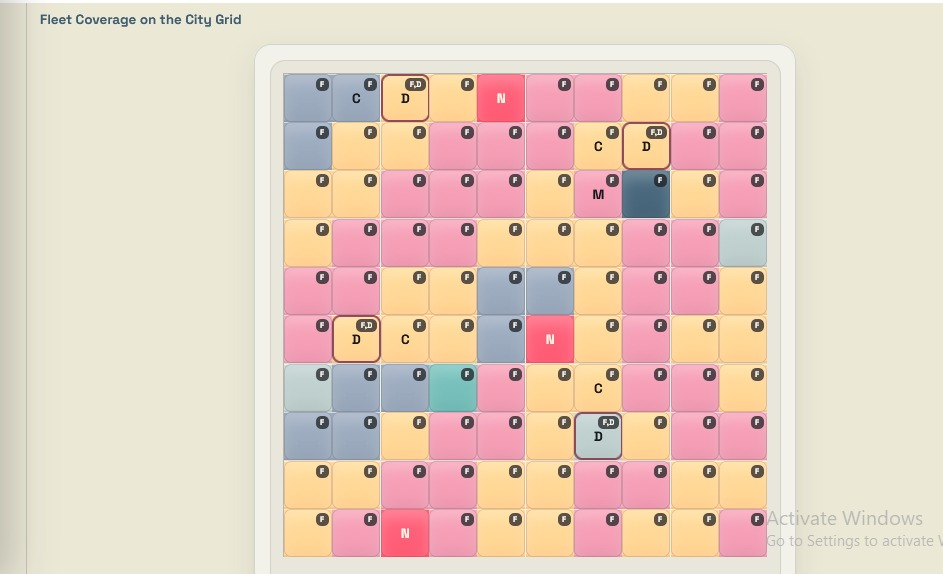 Fleet Coverage on the City Grid
F F F,D F F F F F F
C D N
F F F F F F F F,D F F
C D
F F F F F F F F F F
M
F F F F F F F F F F
F F F F F F F F F F
F F,D F F F F F F F
D C N
F F F F F F F F F F
C
F F F F F F F,D F F F
D
F F F F F F F F F F
F F F F F F F F F
N
Activate Windows
Go to Settings to activate W